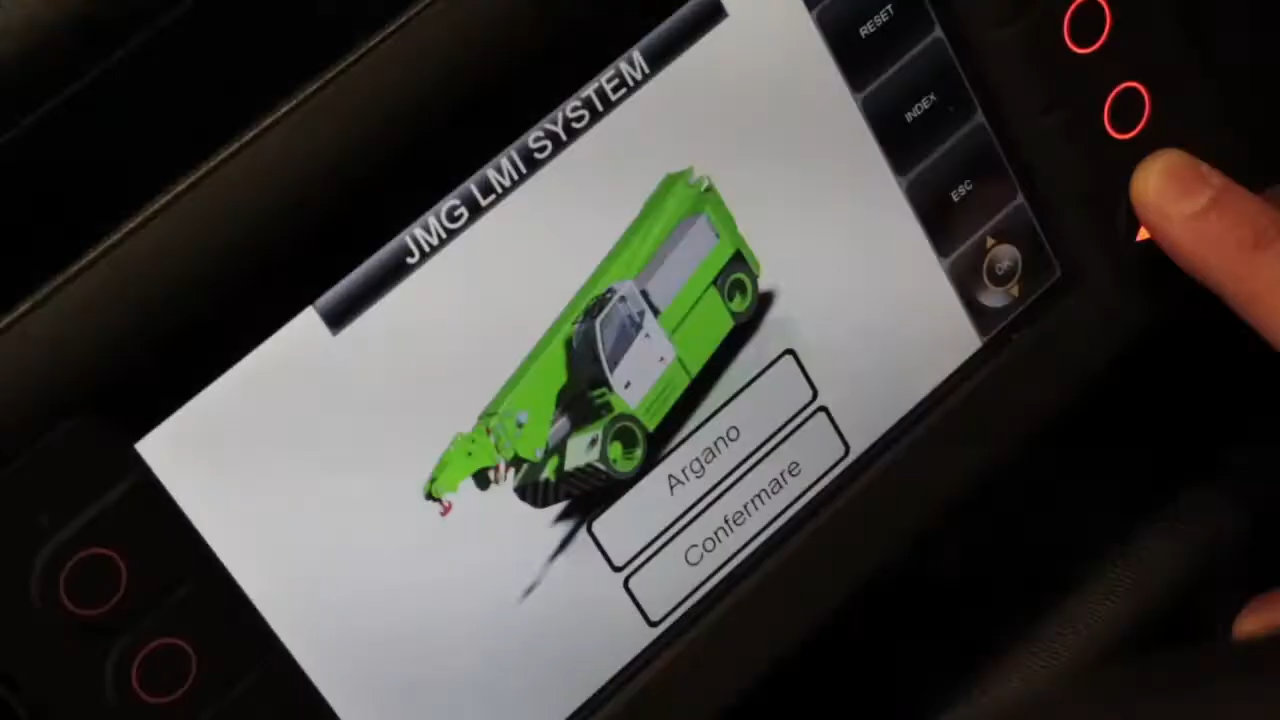 JMG LMI SYSTEM
RESET
INDEX
ESC
OK
Argano
Confermare